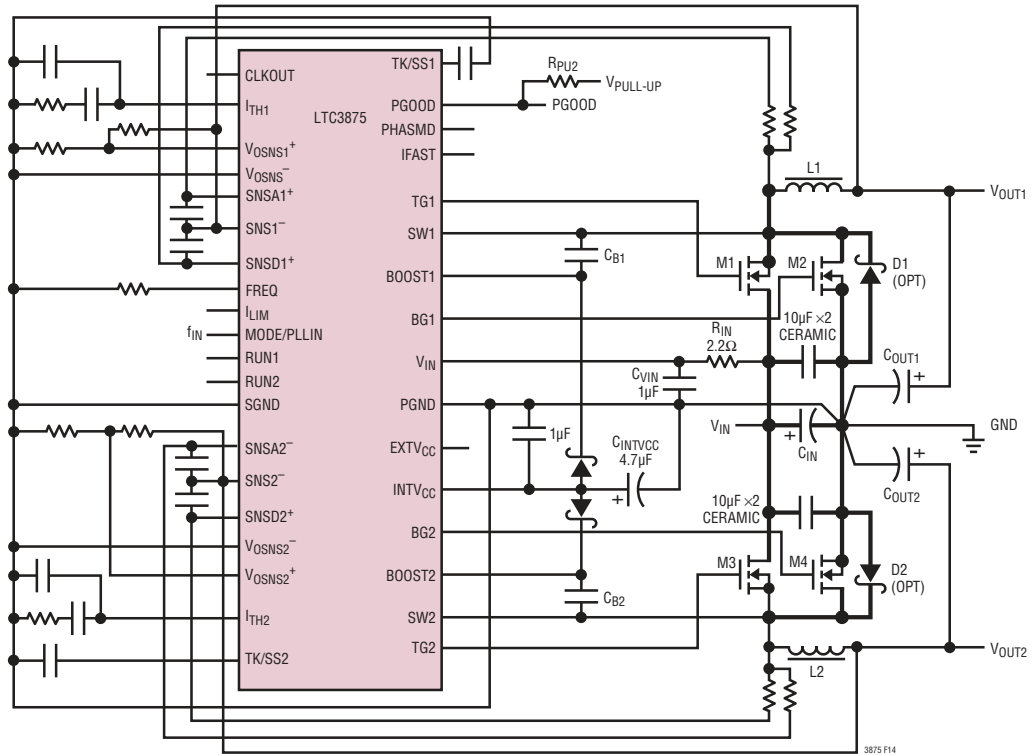 TK/SS1
CLKOUT
LTC3875
ITH1
PGOOD
RPU2
VPULL-UP
PGOOD
PHASMD
VOSNS1+
IFAST
VOSNS−
SNSA1+
TG1
L1
VOUT1
SNS1−
SW1
SNSD1+
CB1
M1
M2
D1
(OPT)
BOOST1
FREQ
ILIM
BG1
10µF ×2
CERAMIC
fIN
MODE/PLLIN
RIN
2.2Ω
RUN1
VIN
COUT1
RUN2
CVIN
1µF
SGND
PGND
VIN
CIN
GND
1µF
SNSA2−
EXTVCC
CINTVCC
4.7µF
COUT2
SNS2−
INTVCC
SNSD2+
10µF ×2
CERAMIC
BG2
VOSNS2−
VOSNS2+
BOOST2
M3
M4
D2
(OPT)
CB2
ITH2
SW2
TG2
TK/SS2
L2
VOUT2
3875 F14